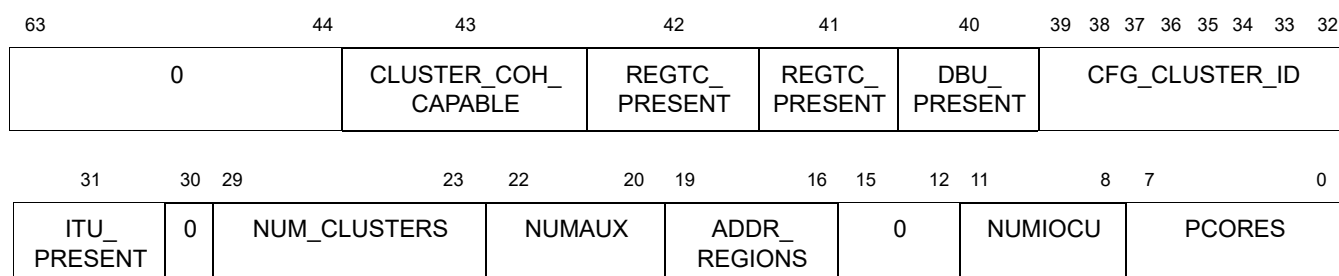 63 44 43 42 41 40 39 38 37 36 35 34 33 32
0 CLUSTER_COH_ REGTC_ REGTC_ DBU_ CFG_CLUSTER_ID
CAPABLE PRESENT PRESENT PRESENT
31 30 29 23 22 20 19 16 15 12 11 8 7 0
ITU_ 0 NUM_CLUSTERS NUMAUX ADDR_ 0 NUMIOCU PCORES
PRESENT REGIONS